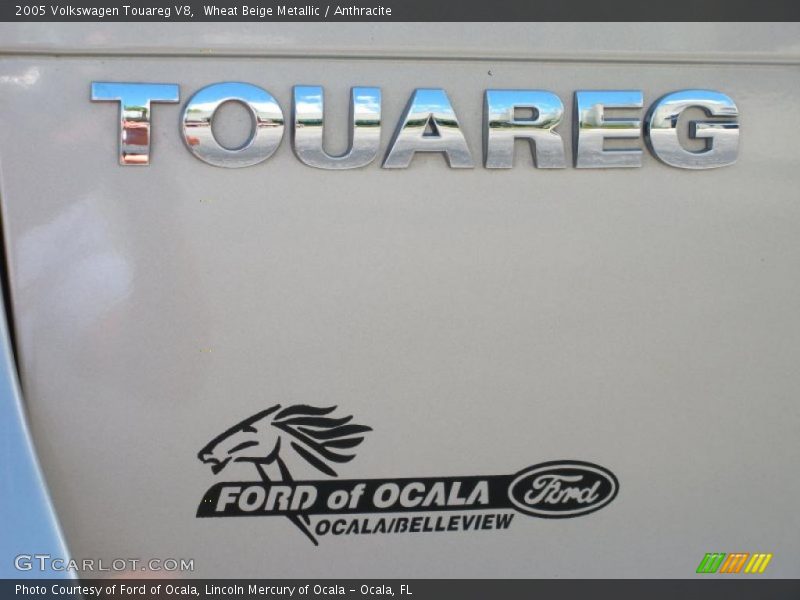 2005 Volkswagen Touareg V8, Wheat Beige Metallic / Anthracite
TOUAREG
FORD of OCALA Ford
OCALA/BELLEVIEW
GTCARLOT.COM
Photo Courtesy of Ford of Ocala, Lincoln Mercury of Ocala - Ocala, FL